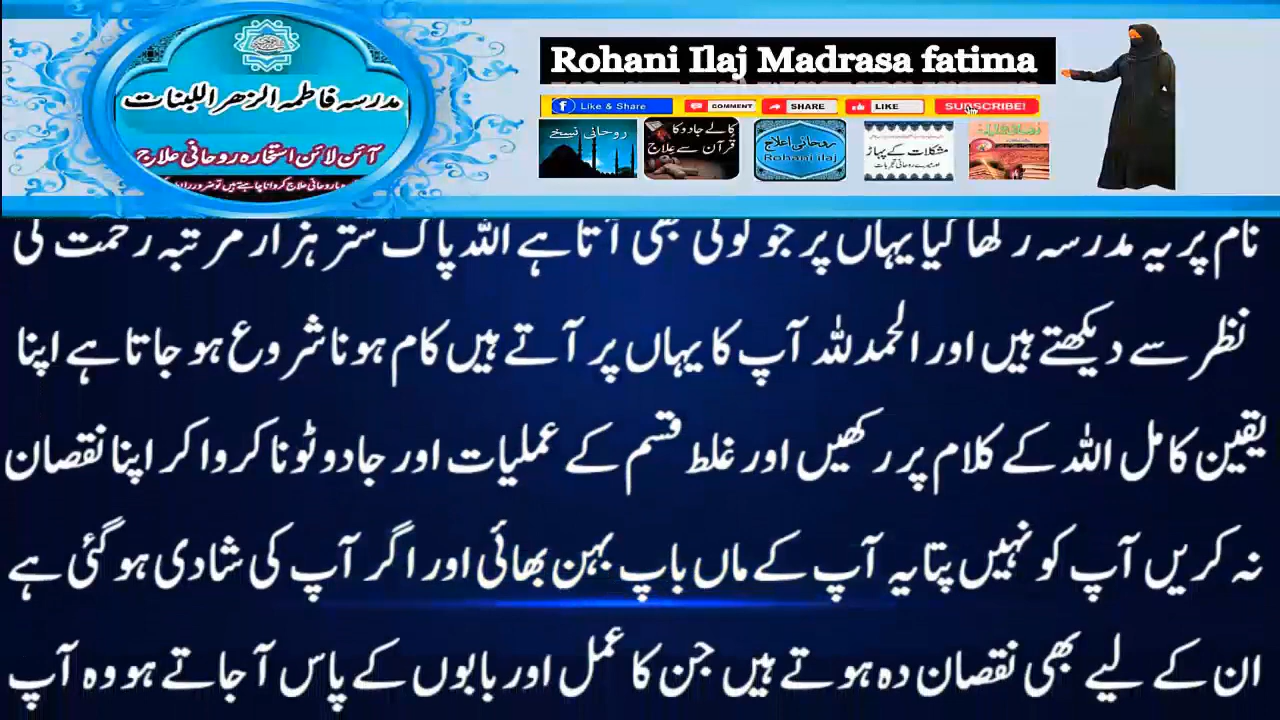 مدرسہ فاطمہ الزھرا للبنات
آئن لائن استخارہ روحانی علاج
Rohani Ilaj Madrasa fatima
Like & Share
COMMENT
SHARE
LIKE
SUBSCRIBE!
روحانی نسخ
کالے جادو کا
قرآن سے علاج
روحانی علاج
Rohani ilaj
مشکلات کے پہاڑ
نام پر یہ مدرسہ رکھا گیا یہاں پر جو کوئی بھی آتا ہے اللہ پاک ستر ہزار مرتبہ رحمت کی
نظر سے دیکھتے ہیں اور الحمدللہ آپ کا یہاں پر آتے ہیں کام ہونا شروع ہو جاتا ہے اپنا
یقین کامل اللہ کے کلام پر رکھیں اور غلط قسم کے عملیات اور جادو ٹونا کروا کر اپنا نقصان
نہ کریں آپ کو نہیں پتا یہ آپ کے ماں باپ بہن بھائی اور اگر آپ کی شادی ہو گئی ہے
ان کے لیے بھی نقصان دہ ہوتے ہیں جن کا عمل اور بابوں کے پاس آ جاتے ہو وہ آپ